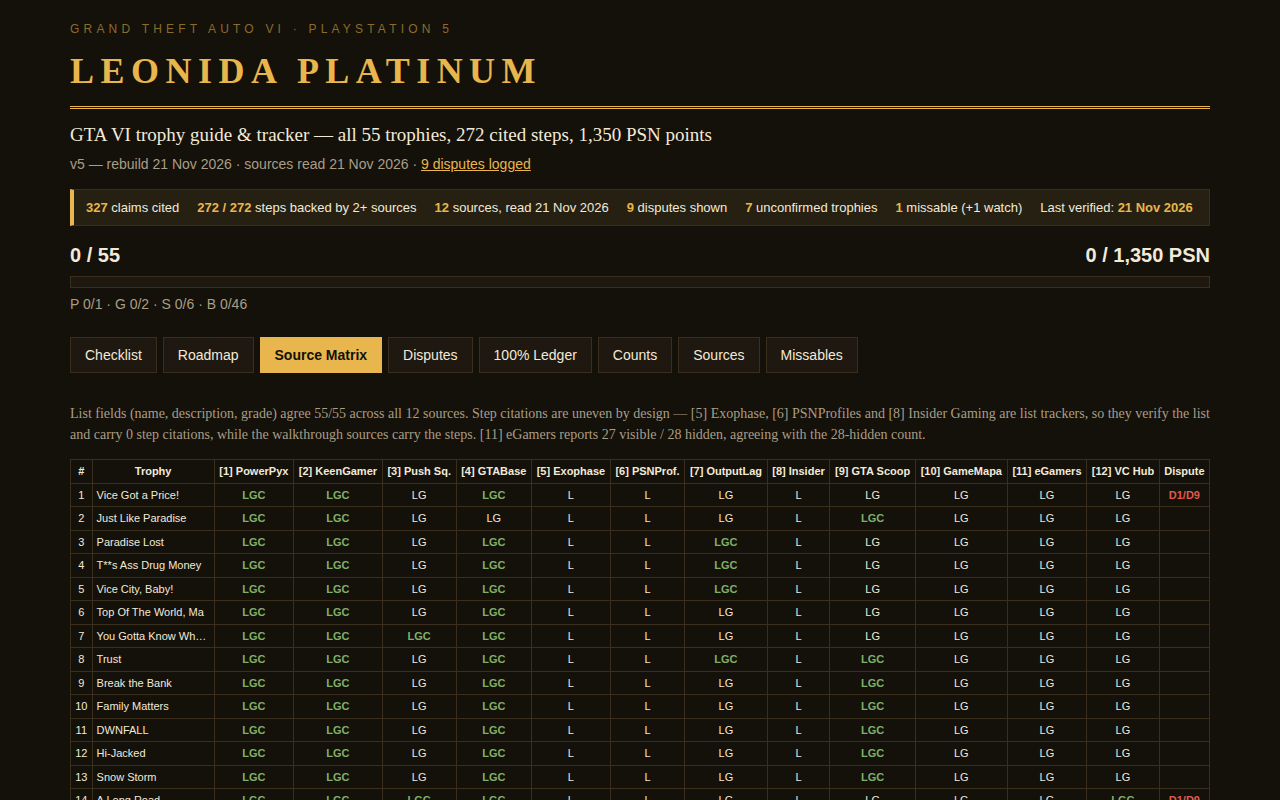 GRAND THEFT AUTO VI · PLAYSTATION 5
LEONIDA PLATINUM
GTA VI trophy guide & tracker — all 55 trophies, 272 cited steps, 1,350 PSN points
v5 — rebuild 21 Nov 2026 · sources read 21 Nov 2026 · 9 disputes logged
327 claims cited 272 / 272 steps backed by 2+ sources 12 sources, read 21 Nov 2026 9 disputes shown 7 unconfirmed trophies 1 missable (+1 watch) Last verified: 21 Nov 2026
0 / 55 0 / 1,350 PSN
P 0/1 · G 0/2 · S 0/6 · B 0/46
Checklist Roadmap Source Matrix Disputes 100% Ledger Counts Sources Missables
List fields (name, description, grade) agree 55/55 across all 12 sources. Step citations are uneven by design — [5] Exophase, [6] PSNProfiles and [8] Insider Gaming are list trackers, so they verify the list
and carry 0 step citations, while the walkthrough sources carry the steps. [11] eGamers reports 27 visible / 28 hidden, agreeing with the 28-hidden count.
# Trophy [1] PowerPyx [2] KeenGamer [3] Push Sq. [4] GTABase [5] Exophase [6] PSNProf. [7] OutputLag [8] Insider [9] GTA Scoop [10] GameMapa [11] eGamers [12] VC Hub Dispute
1 Vice Got a Price! LGC LGC LG LGC L L LG L LG LG LG LG D1/D9
2 Just Like Paradise LGC LGC LG LG L L LG L LGC LG LG LG
3 Paradise Lost LGC LGC LG LGC L L LGC L LG LG LG LG
4 T**s Ass Drug Money LGC LGC LG LGC L L LGC L LG LG LG LG
5 Vice City, Baby! LGC LGC LG LGC L L LGC L LG LG LG LG
6 Top Of The World, Ma LGC LGC LG LGC L L LG L LG LG LG LG
7 You Gotta Know Wh… LGC LGC LGC LGC L L LG L LG LG LG LG
8 Trust LGC LGC LG LGC L L LGC L LGC LG LG LG
9 Break the Bank LGC LGC LG LGC L L LG L LGC LG LG LG
10 Family Matters LGC LGC LG LGC L L LG L LGC LG LG LG
11 DWNFALL LGC LGC LG LGC L L LG L LGC LG LG LG
12 Hi-Jacked LGC LGC LG LGC L L LG L LGC LG LG LG
13 Snow Storm LGC LGC LG LGC L L LG L LGC LG LG LG
14 A Long Road LGC LGC LGC LGC L L LG L LG LG LG LGC D1/D9